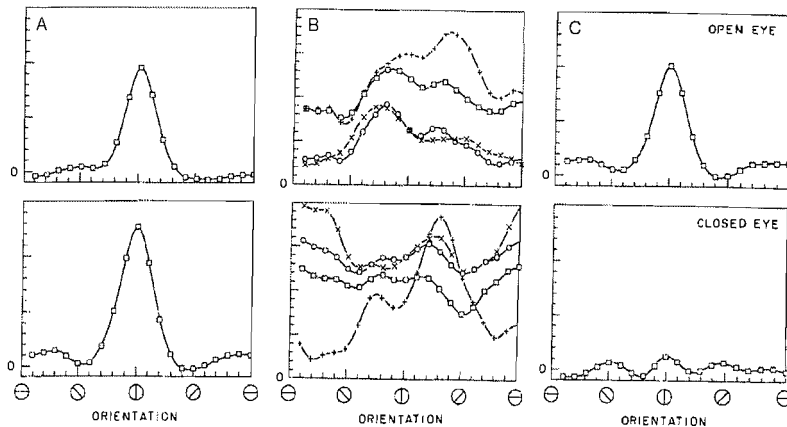 A
B
C
OPEN EYE
0
0
0
CLOSED EYE
0
0
0
ORIENTATION
ORIENTATION
ORIENTATION